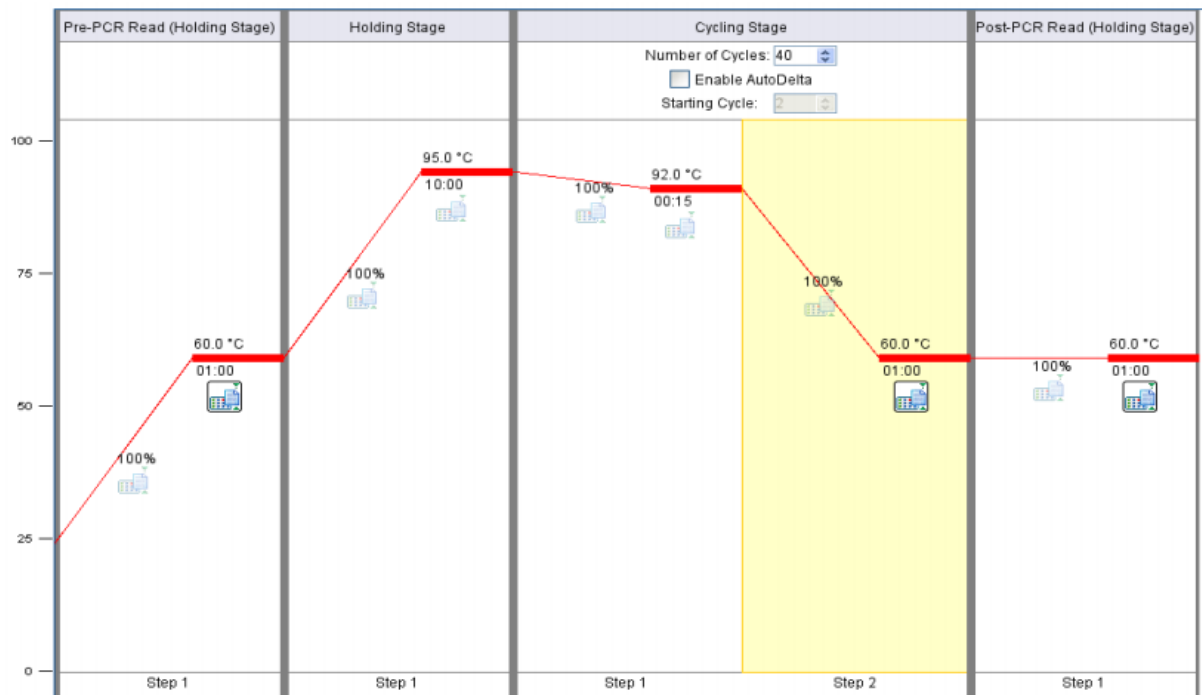 Pre-PCR Read (Holding Stage)
Holding Stage
Cycling Stage
Post-PCR Read (Holding Stage)
Number of Cycles: 40
Enable AutoDelta
Starting Cycle: 2
100
75
50
25
0
60.0 °C
01:00
100%
95.0 °C
10:00
100%
92.0 °C
100%
00:15
100%
60.0 °C
01:00
60.0 °C
100%
01:00
Step 1
Step 1
Step 1
Step 2
Step 1